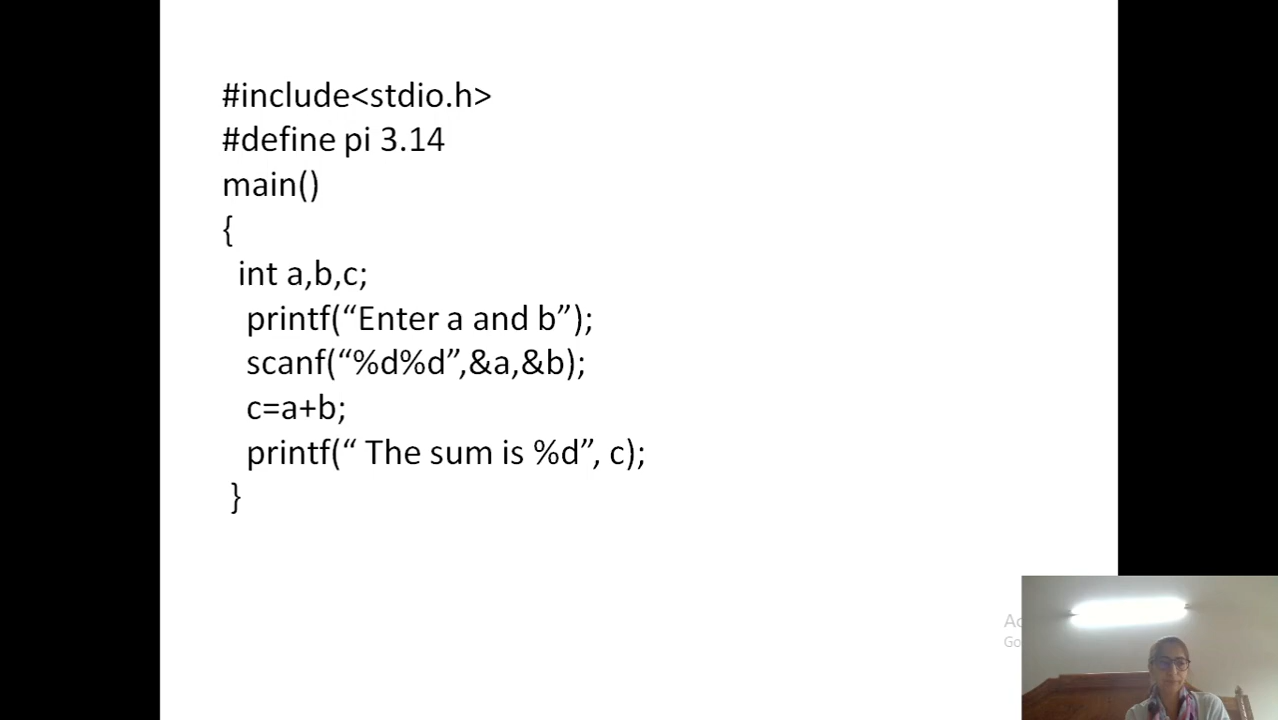 #include<stdio.h>
#define pi 3.14
main()
{
int a,b,c;
printf(“Enter a and b”);
scanf(“%d%d”,&a,&b);
c=a+b;
printf(“ The sum is %d”, c);
}